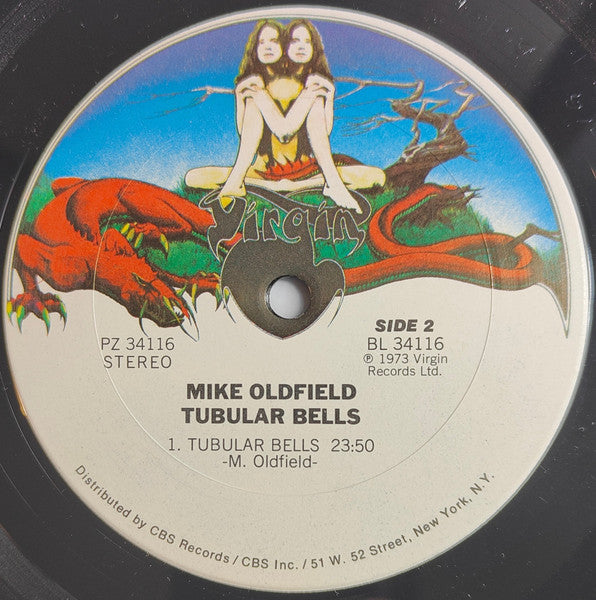 Virgin
PZ 34116
STEREO
SIDE 2
BL 34116
℗ 1973 Virgin
Records Ltd.
MIKE OLDFIELD
TUBULAR BELLS
1. TUBULAR BELLS 23:50
-M. Oldfield-
Distributed by CBS Records / CBS Inc. / 51 W. 52 Street, New York, N.Y.